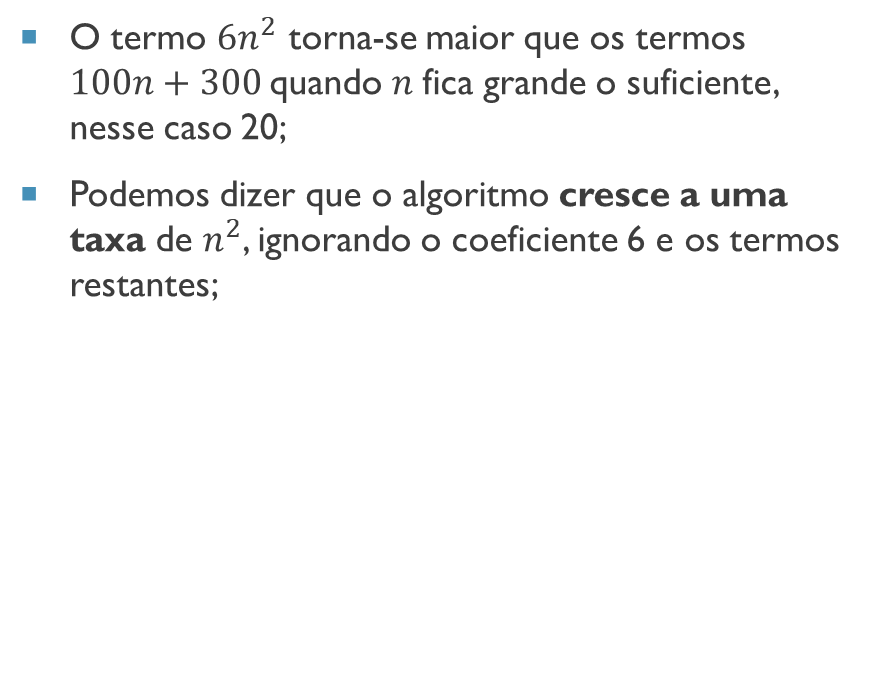 ▪ O termo 6n² torna-se maior que os termos
100n + 300 quando n fica grande o suficiente,
nesse caso 20;
▪ Podemos dizer que o algoritmo cresce a uma
taxa de n², ignorando o coeficiente 6 e os termos
restantes;